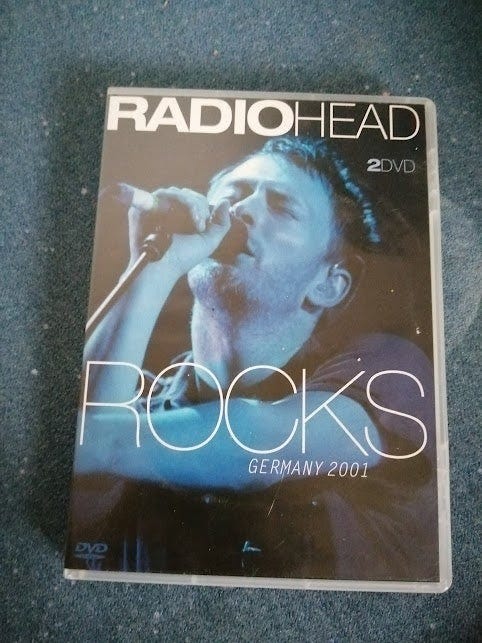 RADIOHEAD
2DVD
ROCKS
GERMANY 2001
DVD